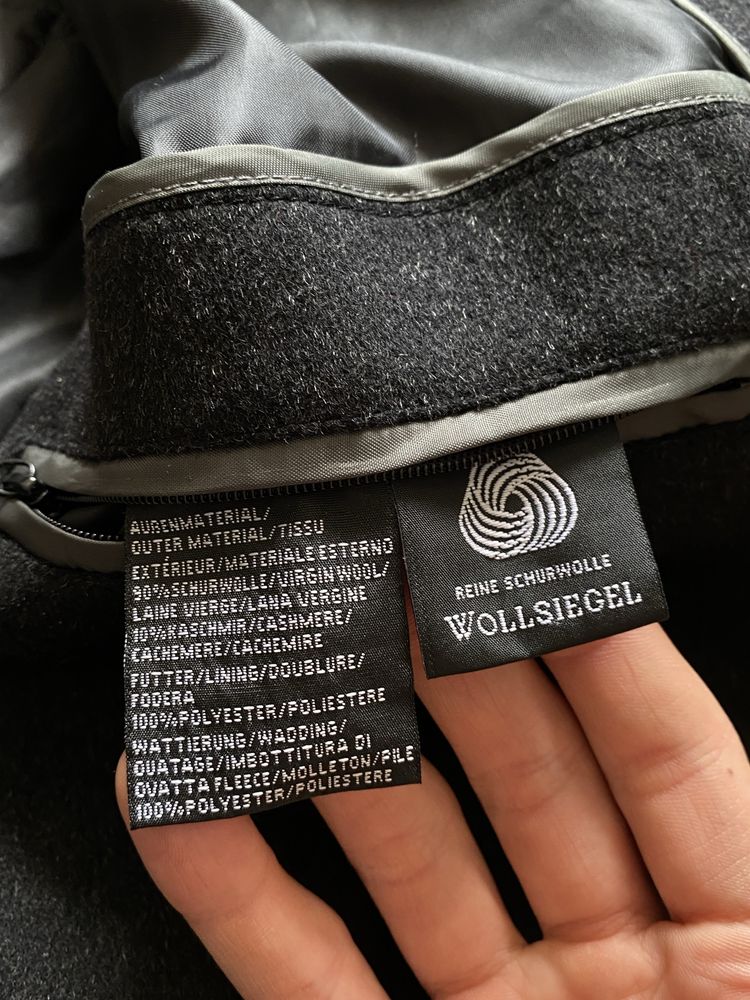 AUßENMATERIAL/
OUTER MATERIAL/TISSU
EXTÉRIEUR/MATERIALE ESTERNO
90%SCHURWOLLE/VIRGIN WOOL/
LAINE VIERGE/LANA VERGINE
10%KASCHMIR/CASHMERE/
CACHEMERE/CACHEMIRE
FUTTER/LINING/DOUBLURE/
FODERA
100%POLYESTER/POLIESTERE
WATTIERUNG/WADDING/
OUATAGE/IMBOTTITURA DI
OVATTA FLEECE/MOLLETON/PILE
100%POLYESTER/POLIESTERE
REINE SCHURWOLLE
WOLLSIEGEL